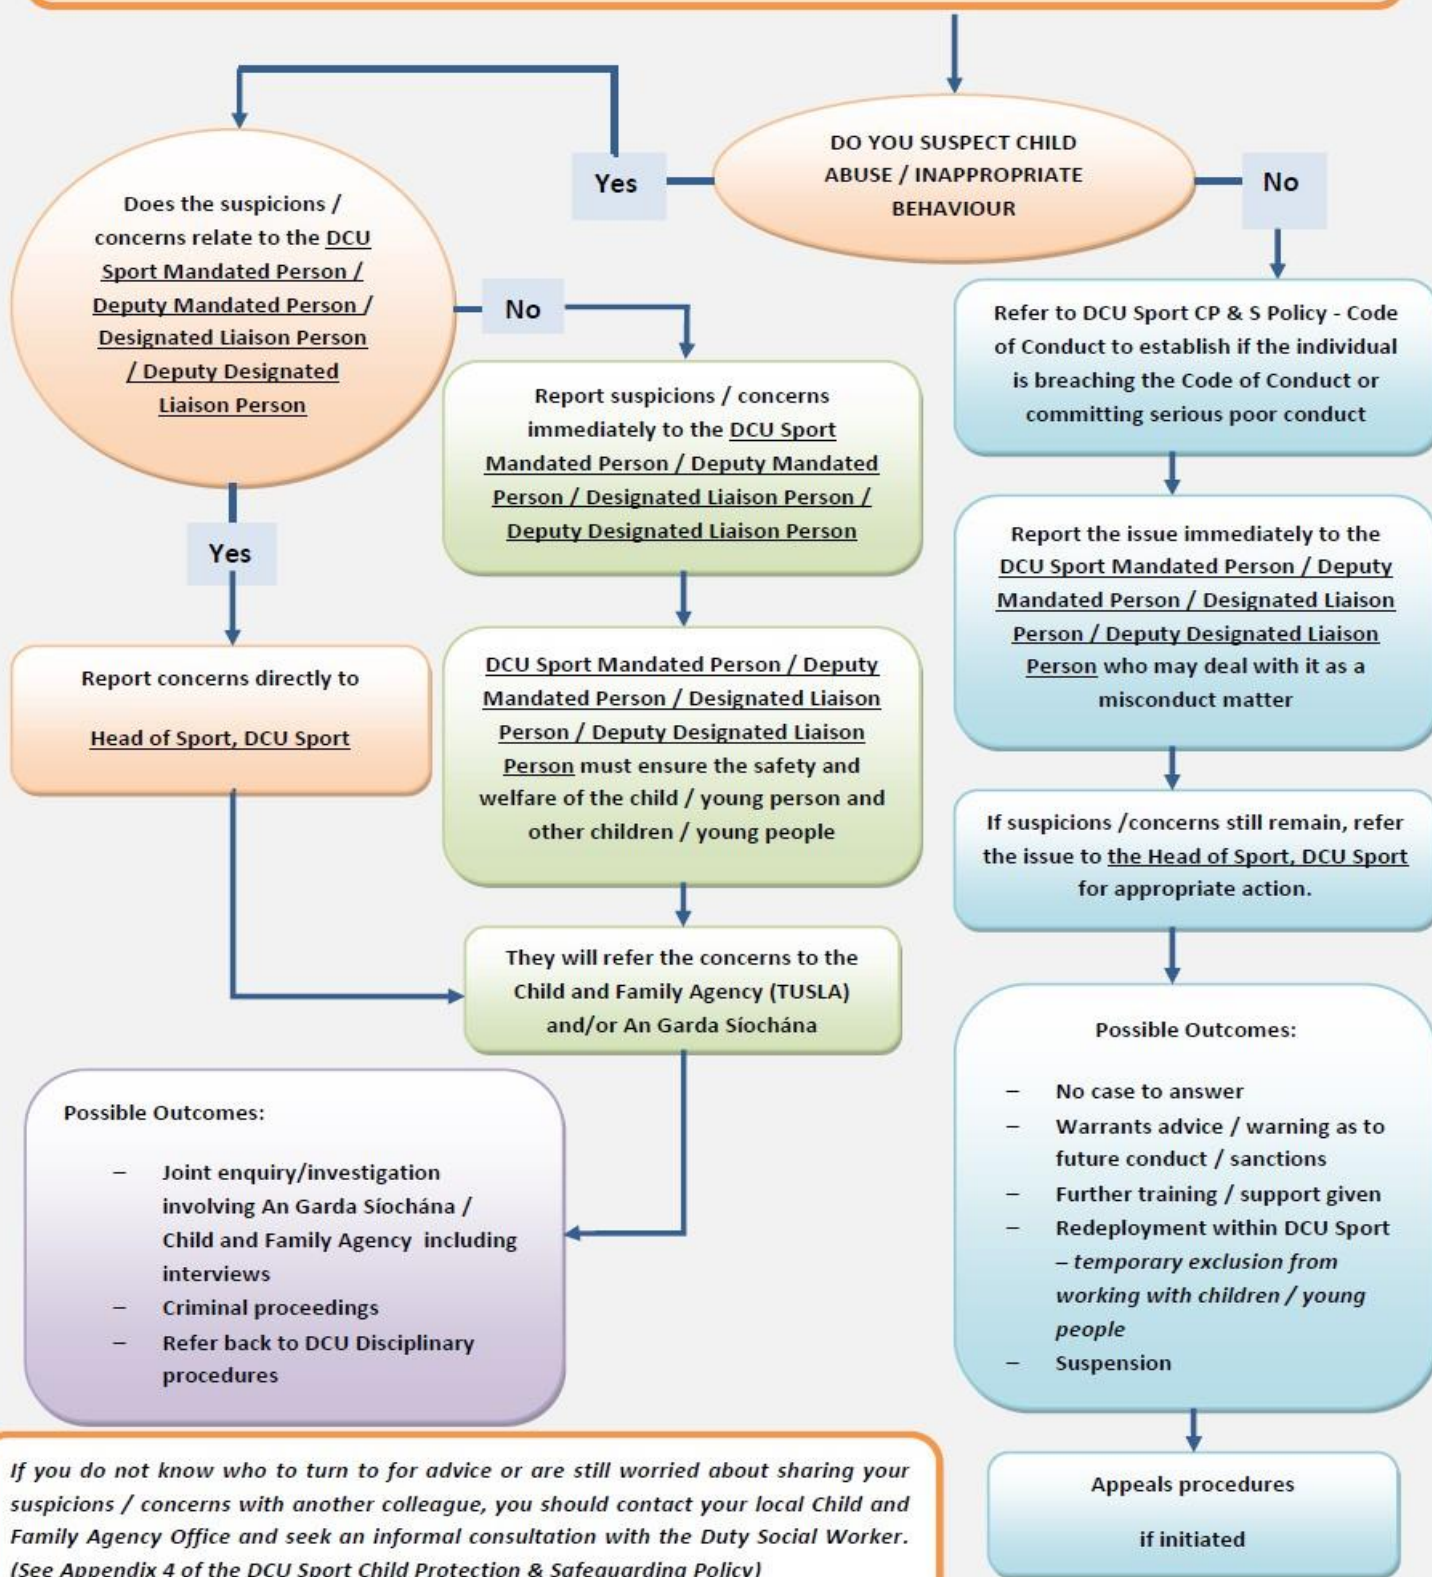 DO YOU SUSPECT CHILD
ABUSE / INAPPROPRIATE
BEHAVIOUR
Yes
No
Does the suspicions /
concerns relate to the DCU
Sport Mandated Person /
Deputy Mandated Person /
Designated Liaison Person
/ Deputy Designated
Liaison Person
No
Yes
Report concerns directly to
Head of Sport, DCU Sport
Report suspicions / concerns
immediately to the DCU Sport
Mandated Person / Deputy Mandated
Person / Designated Liaison Person /
Deputy Designated Liaison Person
DCU Sport Mandated Person / Deputy
Mandated Person / Designated Liaison
Person / Deputy Designated Liaison
Person must ensure the safety and
welfare of the child / young person and
other children / young people
They will refer the concerns to the
Child and Family Agency (TUSLA)
and/or An Garda Síochána
Possible Outcomes:
– Joint enquiry/investigation
involving An Garda Síochána /
Child and Family Agency including
interviews
– Criminal proceedings
– Refer back to DCU Disciplinary
procedures
Refer to DCU Sport CP & S Policy - Code
of Conduct to establish if the individual
is breaching the Code of Conduct or
committing serious poor conduct
Report the issue immediately to the
DCU Sport Mandated Person / Deputy
Mandated Person / Designated Liaison
Person / Deputy Designated Liaison
Person who may deal with it as a
misconduct matter
If suspicions /concerns still remain, refer
the issue to the Head of Sport, DCU Sport
for appropriate action.
Possible Outcomes:
– No case to answer
– Warrants advice / warning as to
future conduct / sanctions
– Further training / support given
– Redeployment within DCU Sport
– temporary exclusion from
working with children / young
people
– Suspension
Appeals procedures
if initiated
If you do not know who to turn to for advice or are still worried about sharing your
suspicions / concerns with another colleague, you should contact your local Child and
Family Agency Office and seek an informal consultation with the Duty Social Worker.
(See Appendix 4 of the DCU Sport Child Protection & Safeguarding Policy)